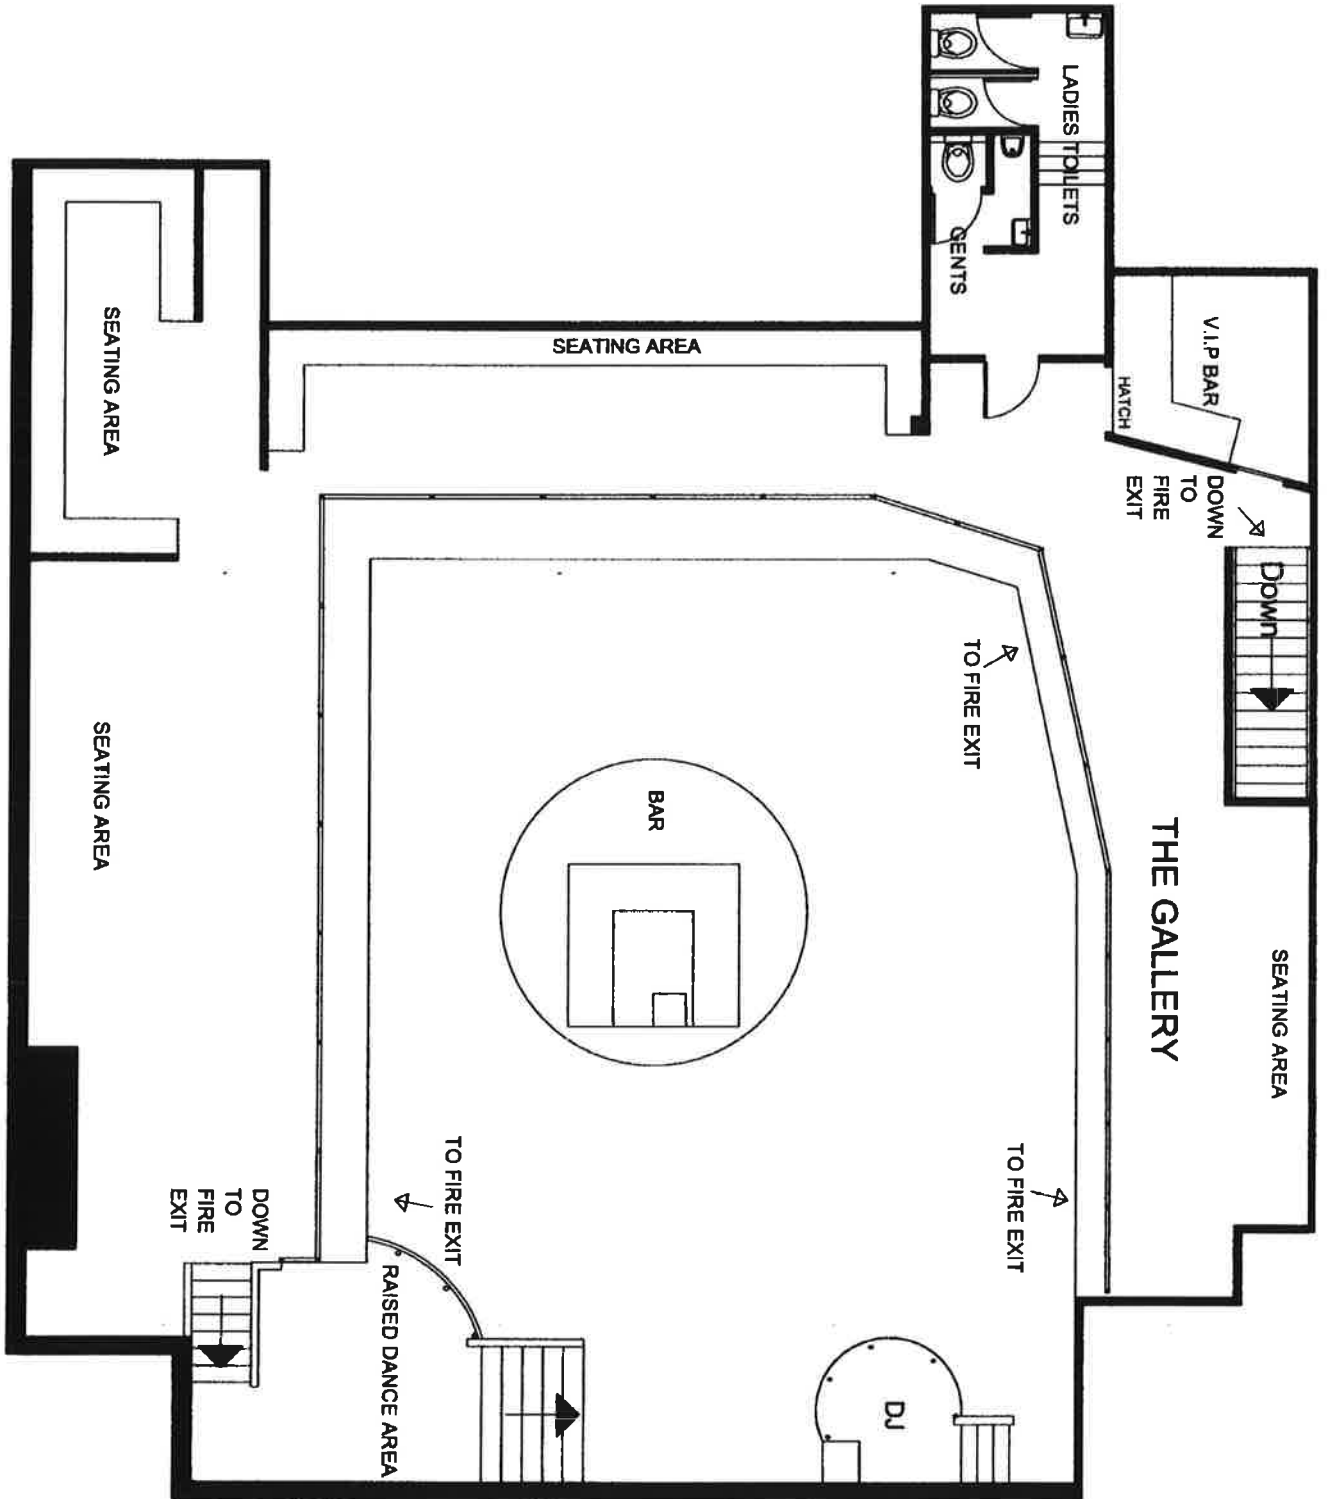 LADIES TOILETS
GENTS
V.I.P BAR
HATCH
DOWN
TO
FIRE
EXIT
Down
SEATING AREA
SEATING AREA
TO FIRE EXIT
THE GALLERY
SEATING AREA
BAR
SEATING AREA
TO FIRE EXIT
TO FIRE EXIT
DOWN
TO
FIRE
EXIT
RAISED DANCE AREA
DJ